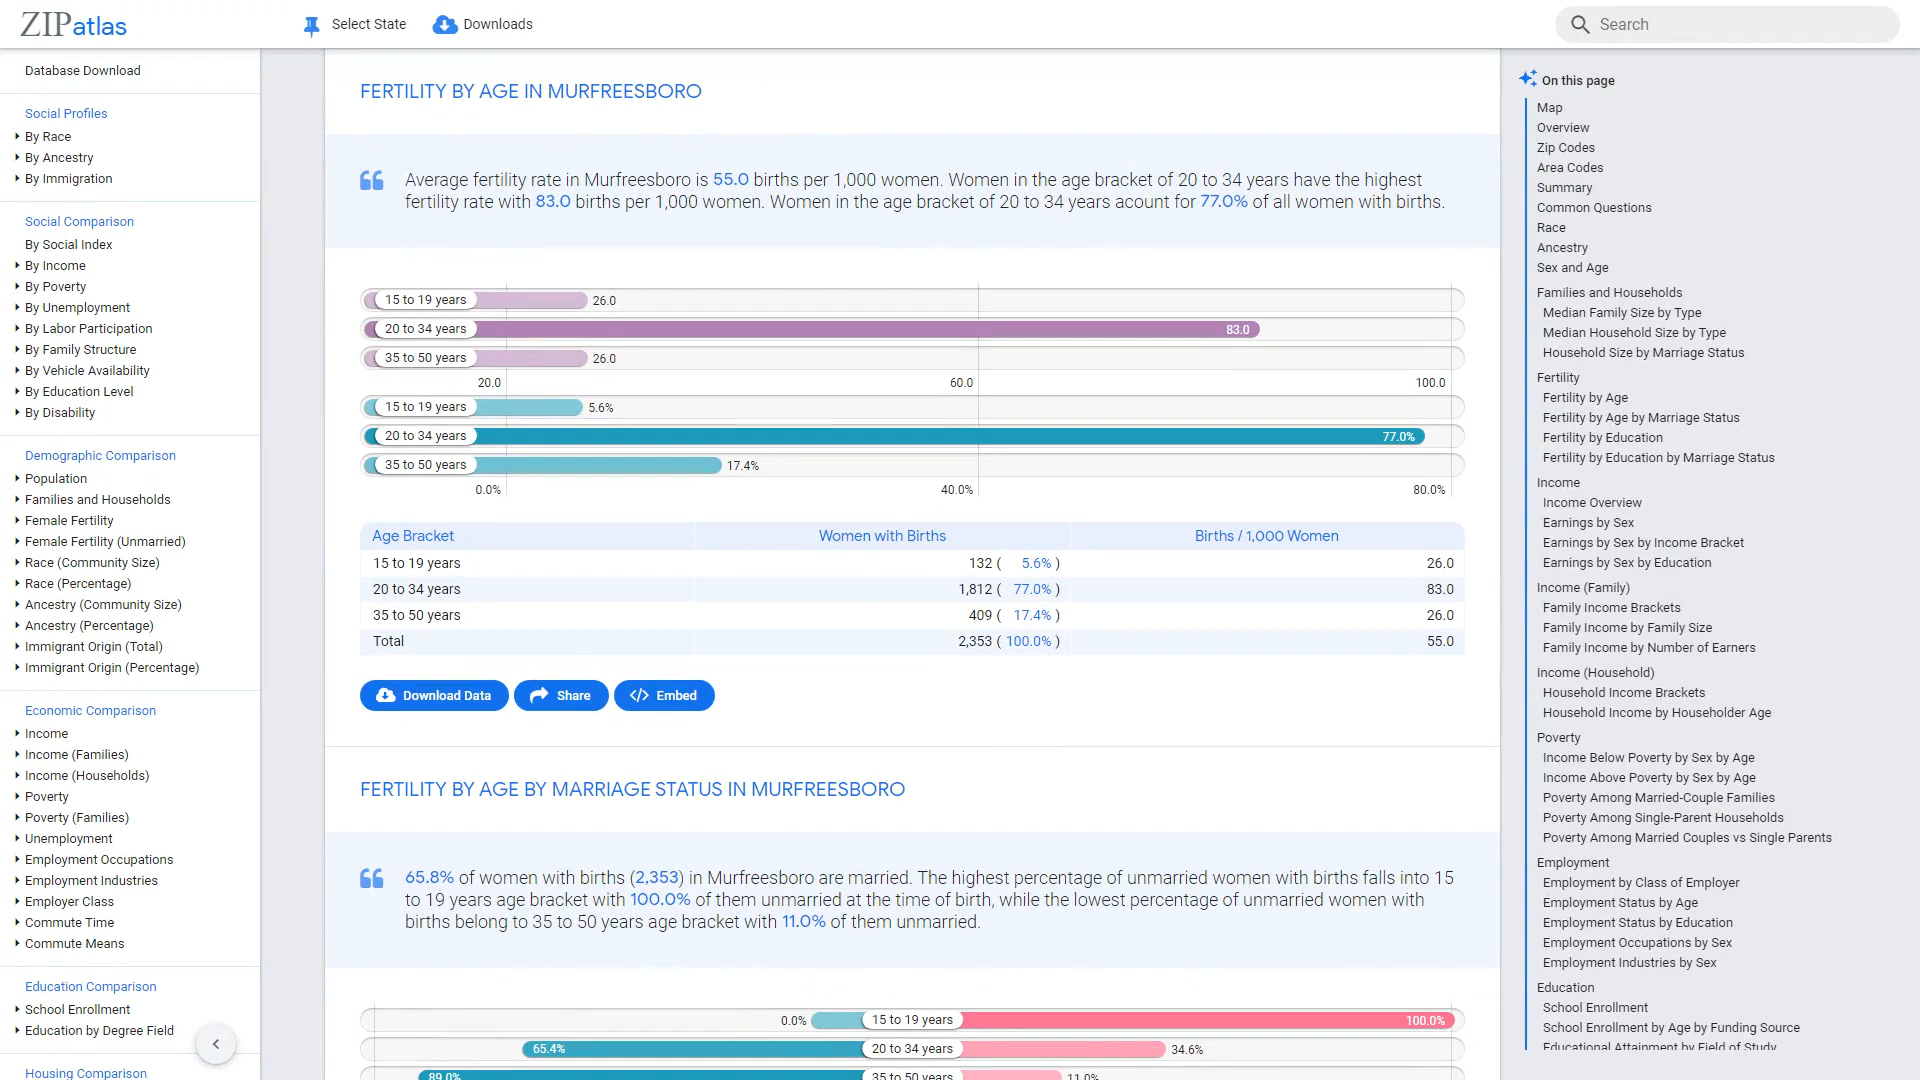 ZIPatlas
Select State
Downloads
Search
Database Download
Social Profiles
By Race
By Ancestry
By Immigration
Social Comparison
By Social Index
By Income
By Poverty
By Unemployment
By Labor Participation
By Family Structure
By Vehicle Availability
By Education Level
By Disability
Demographic Comparison
Population
Families and Households
Female Fertility
Female Fertility (Unmarried)
Race (Community Size)
Race (Percentage)
Ancestry (Community Size)
Ancestry (Percentage)
Immigrant Origin (Total)
Immigrant Origin (Percentage)
Economic Comparison
Income
Income (Families)
Income (Households)
Poverty
Poverty (Families)
Unemployment
Employment Occupations
Employment Industries
Employer Class
Commute Time
Commute Means
Education Comparison
School Enrollment
Education by Degree Field
Housing Comparison
FERTILITY BY AGE IN MURFREESBORO
Average fertility rate in Murfreesboro is 55.0 births per 1,000 women. Women in the age bracket of 20 to 34 years have the highest
fertility rate with 83.0 births per 1,000 women. Women in the age bracket of 20 to 34 years acount for 77.0% of all women with births.
15 to 19 years 26.0
20 to 34 years 83.0
35 to 50 years 26.0
20.0 60.0 100.0
15 to 19 years 5.6%
20 to 34 years 77.0%
35 to 50 years 17.4%
0.0% 40.0% 80.0%
Age Bracket Women with Births Births / 1,000 Women
15 to 19 years 132 ( 5.6% ) 26.0
20 to 34 years 1,812 ( 77.0% ) 83.0
35 to 50 years 409 ( 17.4% ) 26.0
Total 2,353 ( 100.0% ) 55.0
Download Data Share Embed
FERTILITY BY AGE BY MARRIAGE STATUS IN MURFREESBORO
65.8% of women with births (2,353) in Murfreesboro are married. The highest percentage of unmarried women with births falls into 15
to 19 years age bracket with 100.0% of them unmarried at the time of birth, while the lowest percentage of unmarried women with
births belong to 35 to 50 years age bracket with 11.0% of them unmarried.
0.0% 15 to 19 years 100.0%
65.4% 20 to 34 years 34.6%
89.0% 35 to 50 years 11.0%
On this page
Map
Overview
Zip Codes
Area Codes
Summary
Common Questions
Race
Ancestry
Sex and Age
Families and Households
Median Family Size by Type
Median Household Size by Type
Household Size by Marriage Status
Fertility
Fertility by Age
Fertility by Age by Marriage Status
Fertility by Education
Fertility by Education by Marriage Status
Income
Income Overview
Earnings by Sex
Earnings by Sex by Income Bracket
Earnings by Sex by Education
Income (Family)
Family Income Brackets
Family Income by Family Size
Family Income by Number of Earners
Income (Household)
Household Income Brackets
Household Income by Householder Age
Poverty
Income Below Poverty by Sex by Age
Income Above Poverty by Sex by Age
Poverty Among Married-Couple Families
Poverty Among Single-Parent Households
Poverty Among Married Couples vs Single Parents
Employment
Employment by Class of Employer
Employment Status by Age
Employment Status by Education
Employment Occupations by Sex
Employment Industries by Sex
Education
School Enrollment
School Enrollment by Age by Funding Source
Educational Attainment by Field of Study